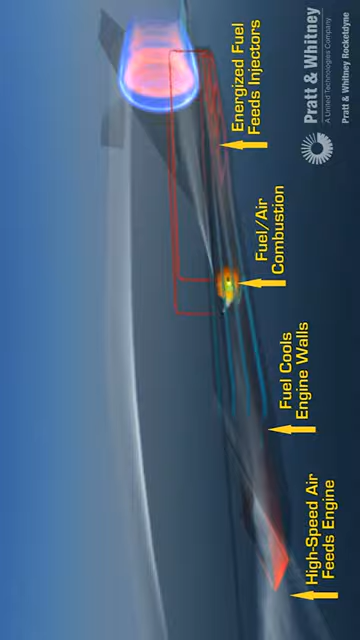 High-Speed Air
Feeds Engine
Fuel Cools
Engine Walls
Fuel/Air
Combustion
Energized Fuel
Feeds Injectors
Pratt & Whitney
A United Technologies Company
Pratt & Whitney Rocketdyne